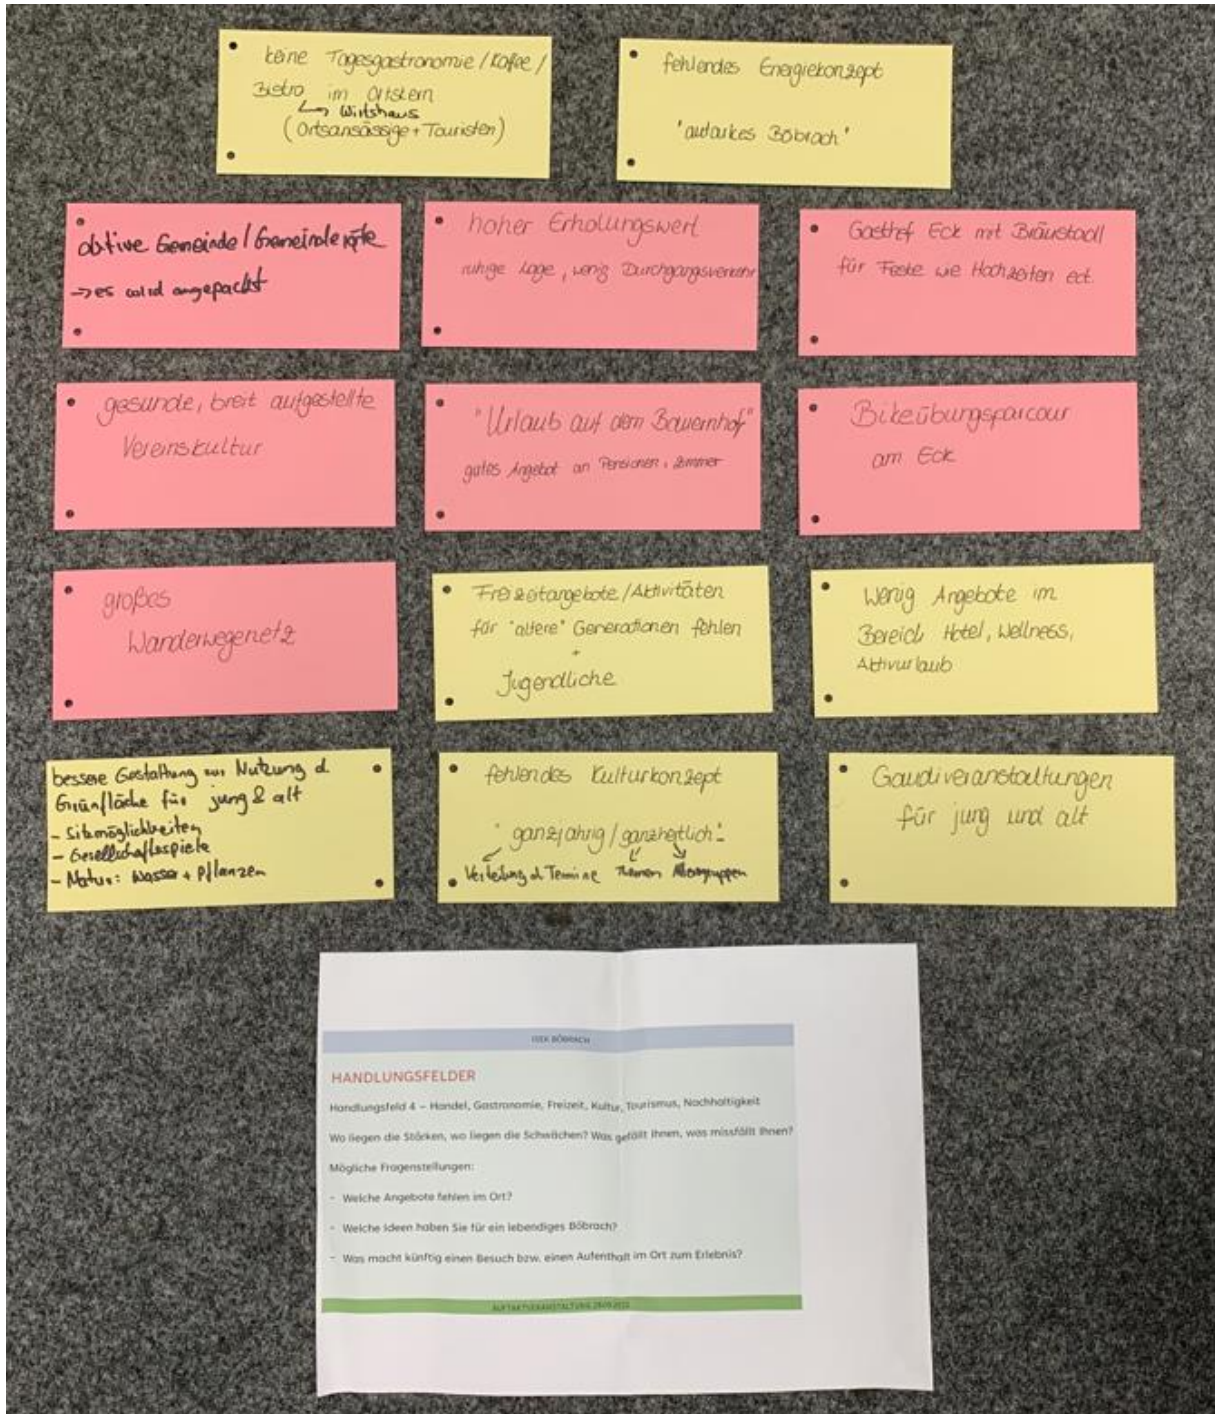 keine Tagesgastronomie / Kaffee /
Bistro im Ortskern
↳ Wirtshaus
(Ortsansässige + Touristen)
fehlendes Energiekonzept
"autarkes Böbrach"
aktive Gemeinde / Gemeinderäte
→ es wird angepackt
hoher Erholungswert
ruhige Lage, wenig Durchgangsverkehr
Gasthof Eck mit Bräustadl
für Feste wie Hochzeiten ect.
gesunde, breit aufgestellte
Vereinskultur
"Urlaub auf dem Bauernhof"
gutes Angebot an Pensionen, Zimmer
Bikeübungsparcour
am Eck
großes
Wanderwegenetz
Freizeitangebote / Aktivitäten
für "ältere" Generationen fehlen
+
Jugendliche
Wenig Angebote im
Bereich Hotel, Wellness,
Aktivurlaub
bessere Gestaltung zur Nutzung d.
Grünfläche für jung & alt
- Sitzmöglichkeiten
- Gesellschaftsspiele
- Natur: Wasser + Pflanzen
fehlendes Kulturkonzept
"ganzjährig / ganzheitlich"
Verteilung d. Termine Themen Altersgruppen
Gaudiveranstaltungen
für jung und alt
ISEK BÖBRACH
HANDLUNGSFELDER
Handlungsfeld 4 – Handel, Gastronomie, Freizeit, Kultur, Tourismus, Nachhaltigkeit
Wo liegen die Stärken, wo liegen die Schwächen? Was gefällt Ihnen, was missfällt Ihnen?
Mögliche Fragenstellungen:
- Welche Angebote fehlen im Ort?
- Welche Ideen haben Sie für ein lebendiges Böbrach?
- Was macht künftig einen Besuch bzw. einen Aufenthalt im Ort zum Erlebnis?
AUFTAKTVERANSTALTUNG